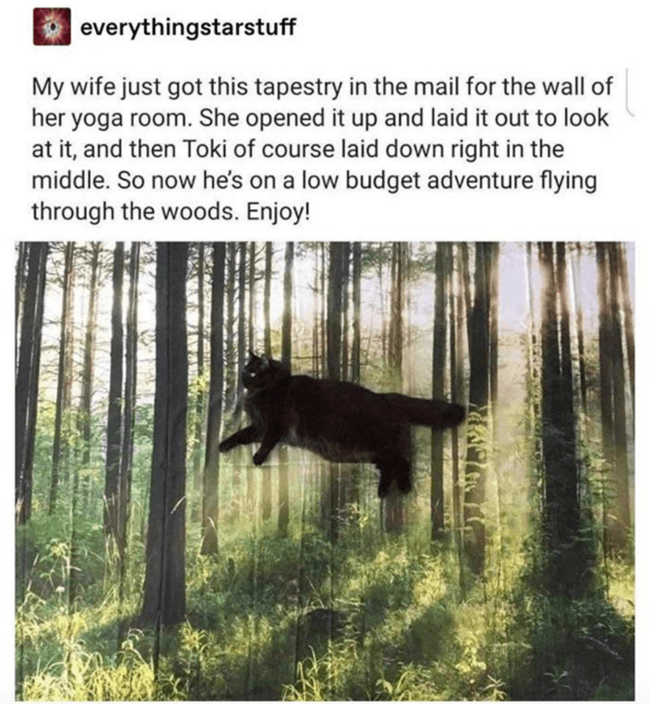 everythingstarstuff
My wife just got this tapestry in the mail for the wall of
her yoga room. She opened it up and laid it out to look
at it, and then Toki of course laid down right in the
middle. So now he's on a low budget adventure flying
through the woods. Enjoy!